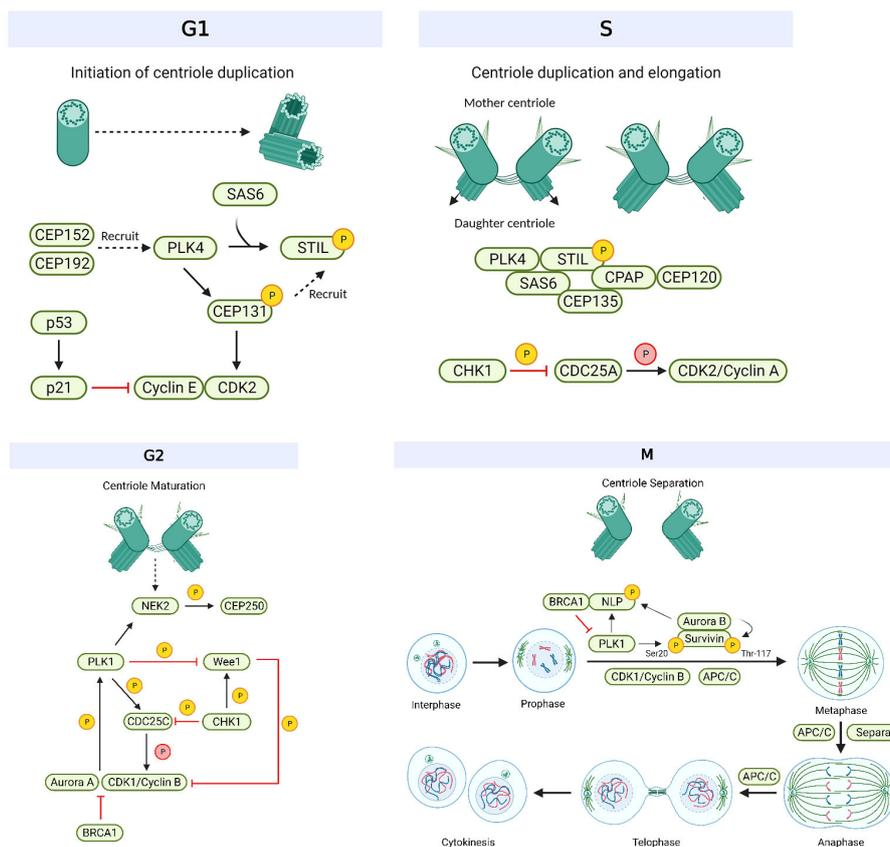 G1
Initiation of centriole duplication
SAS6
CEP152
CEP192
Recruit
PLK4
STIL
P
CEP131
P
Recruit
p53
p21
Cyclin E
CDK2
S
Centriole duplication and elongation
Mother centriole
Daughter centriole
PLK4
STIL
P
SAS6
CPAP
CEP120
CEP135
CHK1
P
CDC25A
P
CDK2/Cyclin A
G2
Centriole Maturation
NEK2
P
CEP250
PLK1
P
Wee1
P
P
CDC25C
P
CHK1
P
P
P
Aurora A
CDK1/Cyclin B
BRCA1
M
Centriole Separation
BRCA1
NLP
P
Aurora B
PLK1
Survivin
P
P
Ser20
Thr-117
CDK1/Cyclin B
APC/C
Interphase
Prophase
Metaphase
APC/C
Separa
APC/C
Cytokinesis
Telophase
Anaphase